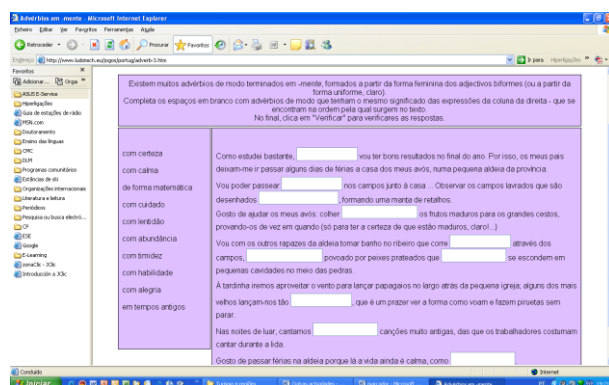 Advérbios em -mente - Microsoft Internet Explorer
Ficheiro Editar Ver Favoritos Ferramentas Ajuda
Retroceder Procurar Favoritos
Endereço http://www.ludotech.eu/jogos/portug/adverb-3.htm Ir para Hiperligações
Favoritos
Adicionar... Orga
ASUS E-Service
Hiperligações
Guia de estações de rádio
MSN.com
Doutoramento
Ensino das línguas
CMC
Programas comunitários
Estâncias de ski
Organizações internacionais
Literatura e leitura
Periódicos
Pesquisa ou busca electró...
CP
ESE
Google
E-Learning
zonaClic - JClic
Introducción a JClic
Existem muitos advérbios de modo terminados em -mente, formados a partir da forma feminina dos adjectivos biformes (ou a partir da
forma uniforme, claro).
Completa os espaços em branco com advérbios de modo que tenham o mesmo significado das expressões da coluna da direita - que se
encontram na ordem pela qual surgem no texto.
No final, clica em "Verificar" para verificares as respostas.
com certeza
com calma
de forma matemática
com cuidado
com lentidão
com abundância
com timidez
com habilidade
com alegria
em tempos antigos
Como estudei bastante, vou ter bons resultados no final do ano. Por isso, os meus pais
deixam-me ir passar alguns dias de férias a casa dos meus avós, numa pequena aldeia da província.
Vou poder passear nos campos junto à casa ... Observar os campos lavrados que são
desenhados , formando uma manta de retalhos.
Gosto de ajudar os meus avós: colher os frutos maduros para os grandes cestos,
provando-os de vez em quando (só para ter a certeza de que estão maduros, claro!...)
Vou com os outros rapazes da aldeia tomar banho no ribeiro que corre através dos
campos, povoado por peixes prateados que se escondem em
pequenas cavidades no meio das pedras.
À tardinha iremos aproveitar o vento para lançar papagaios no largo atrás da pequena igreja; alguns dos mais
velhos lançam-nos tão , que é um prazer ver a forma como voam e fazem piruetas sem
parar.
Nas noites de luar, cantamos canções muito antigas, das que os trabalhadores costumam
cantar durante a lida.
Gosto de passar férias na aldeia porque lá a vida ainda é calma, como
Concluído Internet
Iniciar